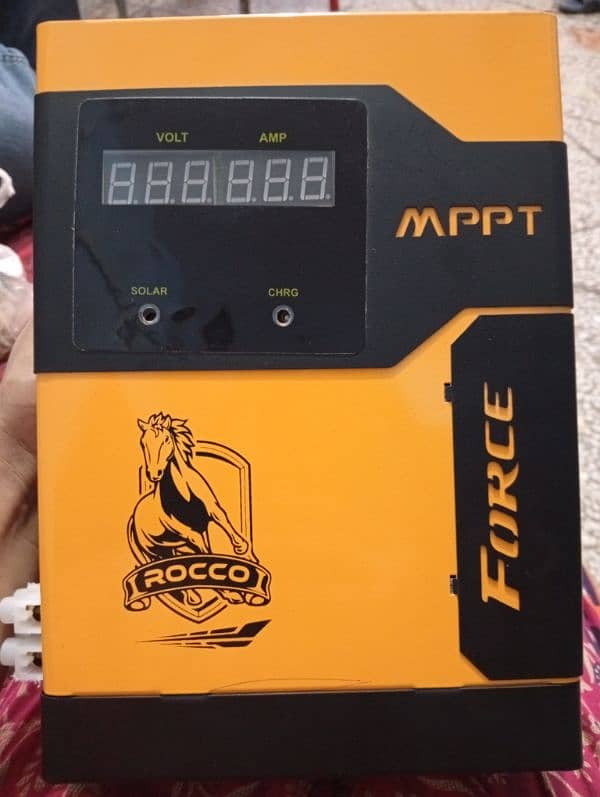 VOLT AMP
8.8.8. 8.8.8.
MPPT
SOLAR CHRG
FORCE
ROCCO